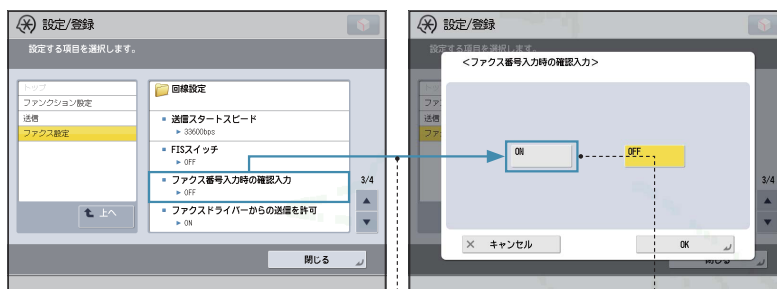 設定/登録
設定する項目を選択します。
トップ
ファンクション設定
送信
ファクス設定
上へ
回線設定
送信スタートスピード
33600bps
FISスイッチ
OFF
ファクス番号入力時の確認入力
OFF
ファクスドライバーからの送信を許可
ON
3/4
閉じる
設定/登録
設定する項目を選択します。
<ファクス番号入力時の確認入力>
ON
OFF
3/4
キャンセル
OK
閉じる